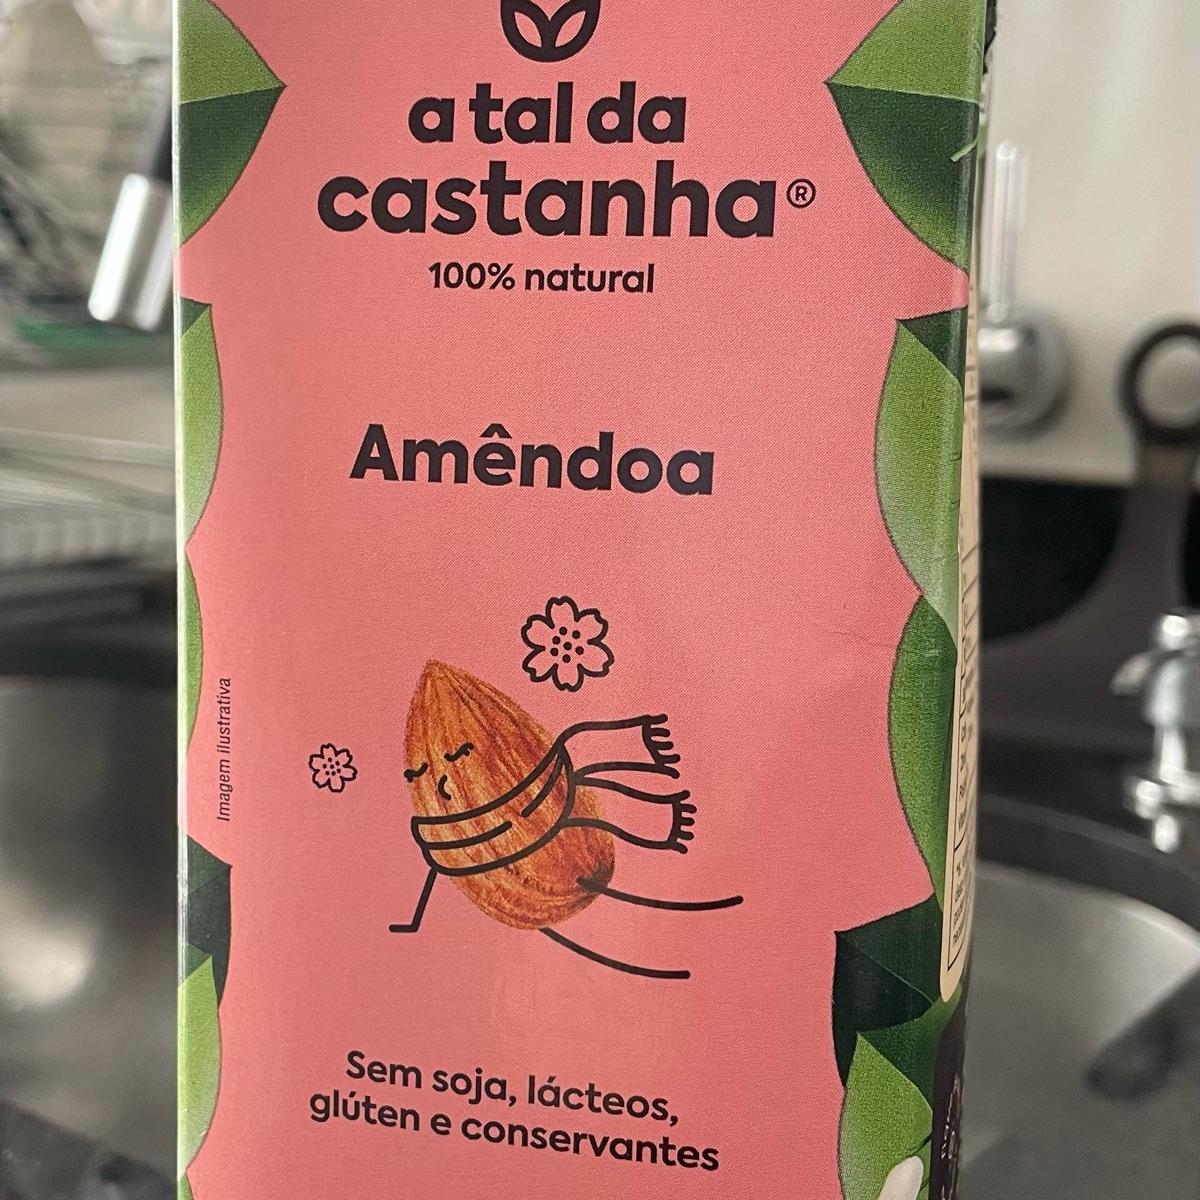 a tal da
castanha®
100% natural
Amêndoa
Imagem ilustrativa
Sem soja, lácteos,
glúten e conservantes